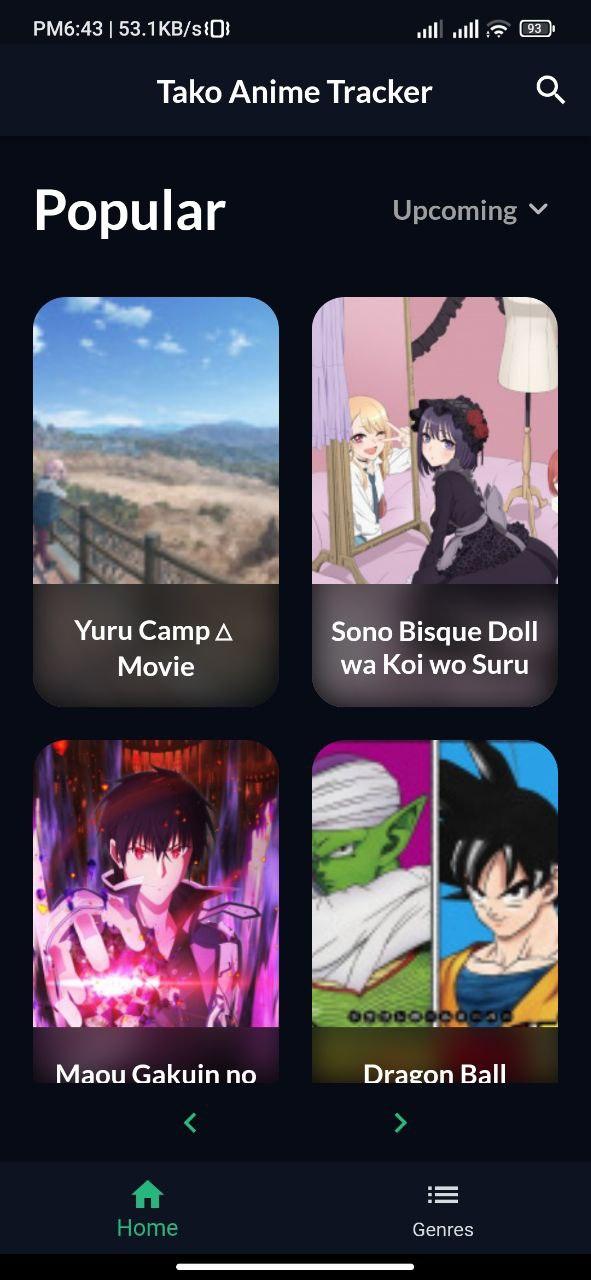 PM6:43 | 53.1KB/s
93
Tako Anime Tracker
Popular
Upcoming
Yuru Camp △
Movie
Sono Bisque Doll
wa Koi wo Suru
Maou Gakuin no
Dragon Ball
Home
Genres